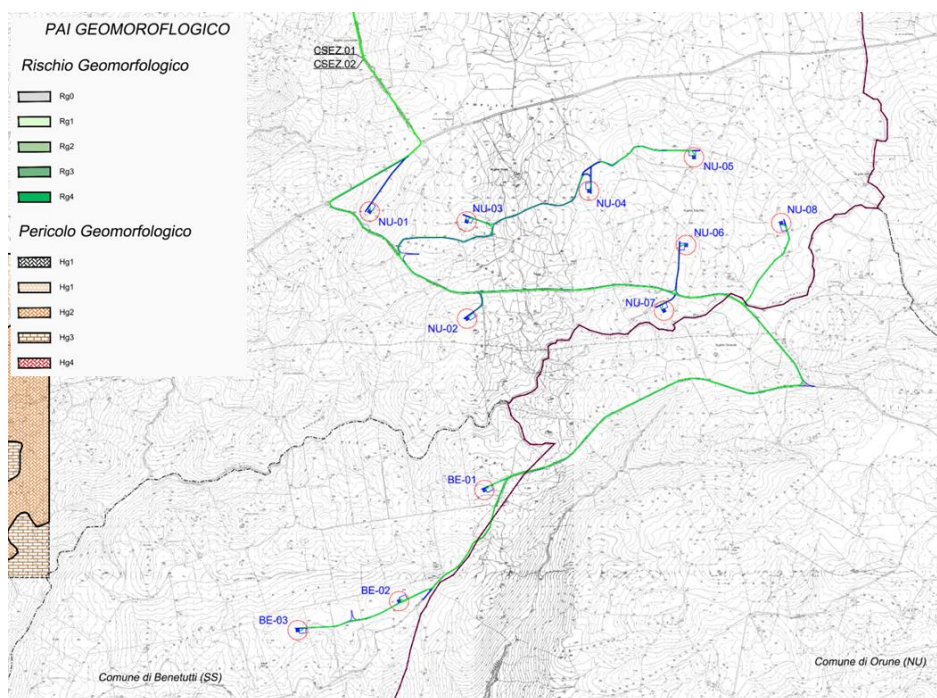 PAI GEOMOROFLOGICO
Rischio Geomorfologico
Rg0
Rg1
Rg2
Rg3
Rg4
Pericolo Geomorfologico
Hg1
Hg1
Hg2
Hg3
Hg4
CSEZ.01
CSEZ.02
NU-05
NU-04
NU-01
NU-03
NU-08
NU-06
NU-07
NU-02
BE-01
BE-02
BE-03
Comune di Orune (NU)
Comune di Benetutti (SS)